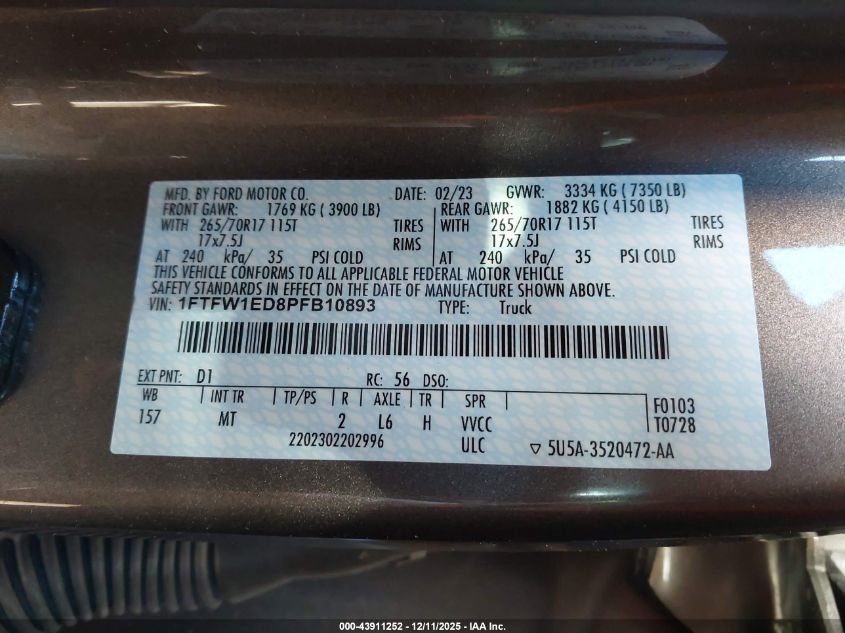 MFD. BY FORD MOTOR CO. DATE: 02/23 GVWR: 3334 KG ( 7350 LB)
FRONT GAWR: 1769 KG ( 3900 LB) REAR GAWR: 1882 KG ( 4150 LB)
WITH 265/70R17 115T TIRES WITH 265/70R17 115T TIRES
17x7.5J RIMS 17x7.5J RIMS
AT 240 kPa/ 35 PSI COLD AT 240 kPa/ 35 PSI COLD
THIS VEHICLE CONFORMS TO ALL APPLICABLE FEDERAL MOTOR VEHICLE
SAFETY STANDARDS IN EFFECT ON THE DATE OF MANUFACTURE SHOWN ABOVE.
VIN: 1FTFW1ED8PFB10893 TYPE: Truck
EXT PNT: D1 RC: 56 DSO:
WB INT TR TP/PS R AXLE TR SPR
157 MT 2 L6 H VVCC
F0103
T0728
2202302202996 ULC ▽ 5U5A-3520472-AA
000-43911252 - 12/11/2025 - IAA Inc.